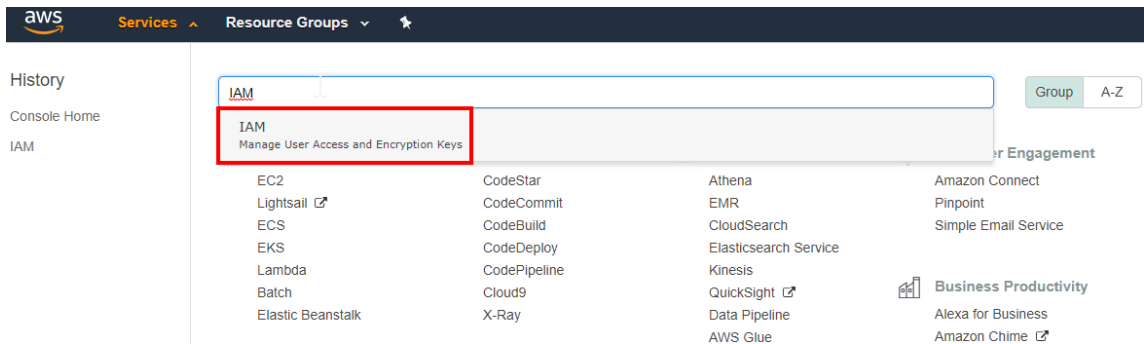 aws
Services
Resource Groups
History
Console Home
IAM
IAM
Group
A-Z
IAM
Manage User Access and Encryption Keys
EC2
Lightsail
ECS
EKS
Lambda
Batch
Elastic Beanstalk
CodeStar
CodeCommit
CodeBuild
CodeDeploy
CodePipeline
Cloud9
X-Ray
Athena
EMR
CloudSearch
Elasticsearch Service
Kinesis
QuickSight
Data Pipeline
AWS Glue
Engagement
Amazon Connect
Pinpoint
Simple Email Service
Business Productivity
Alexa for Business
Amazon Chime